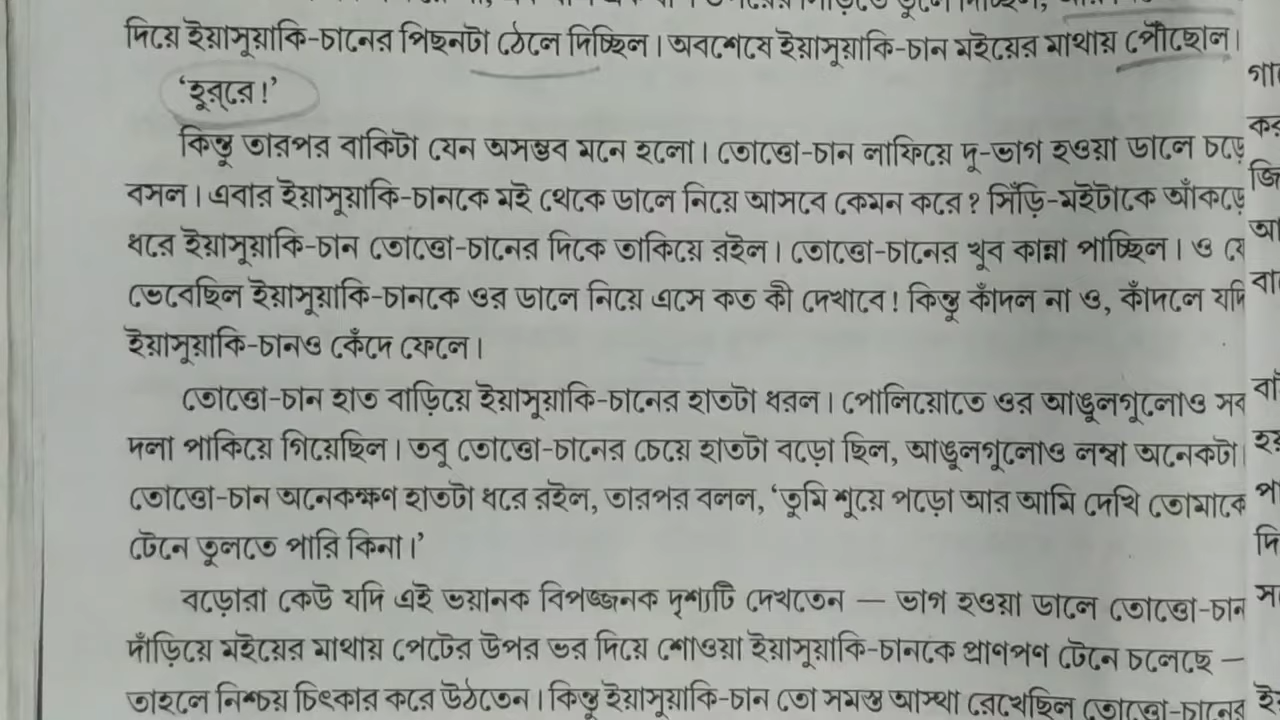 দিয়ে ইয়াসুয়াকি-চানের পিছনটা ঠেলে দিচ্ছিল। অবশেষে ইয়াসুয়াকি-চান মইয়ের মাথায় পৌঁছোল।
‘হুর্‌রে!’
কিন্তু তারপর বাকিটা যেন অসম্ভব মনে হলো। তোত্তো-চান লাফিয়ে দু-ভাগ হওয়া ডালে চড়ে
বসল। এবার ইয়াসুয়াকি-চানকে মই থেকে ডালে নিয়ে আসবে কেমন করে? সিঁড়ি-মইটাকে আঁকড়ে
ধরে ইয়াসুয়াকি-চান তোত্তো-চানের দিকে তাকিয়ে রইল। তোত্তো-চানের খুব কান্না পাচ্ছিল। ও যে
ভেবেছিল ইয়াসুয়াকি-চানকে ওর ডালে নিয়ে এসে কত কী দেখাবে! কিন্তু কাঁদল না ও, কাঁদলে যদি
ইয়াসুয়াকি-চানও কেঁদে ফেলে।
তোত্তো-চান হাত বাড়িয়ে ইয়াসুয়াকি-চানের হাতটা ধরল। পোলিয়োতে ওর আঙুলগুলোও সব
দলা পাকিয়ে গিয়েছিল। তবু তোত্তো-চানের চেয়ে হাতটা বড়ো ছিল, আঙুলগুলোও লম্বা অনেকটা।
তোত্তো-চান অনেকক্ষণ হাতটা ধরে রইল, তারপর বলল, ‘তুমি শুয়ে পড়ো আর আমি দেখি তোমাকে
টেনে তুলতে পারি কিনা।’
বড়োরা কেউ যদি এই ভয়ানক বিপজ্জনক দৃশ্যটি দেখতেন — ভাগ হওয়া ডালে তোত্তো-চান
দাঁড়িয়ে মইয়ের মাথায় পেটের উপর ভর দিয়ে শোওয়া ইয়াসুয়াকি-চানকে প্রাণপণ টেনে চলেছে —
তাহলে নিশ্চয় চিৎকার করে উঠতেন। কিন্তু ইয়াসুয়াকি-চান তো সমস্ত আস্থা রেখেছিল তোত্তো-চানের